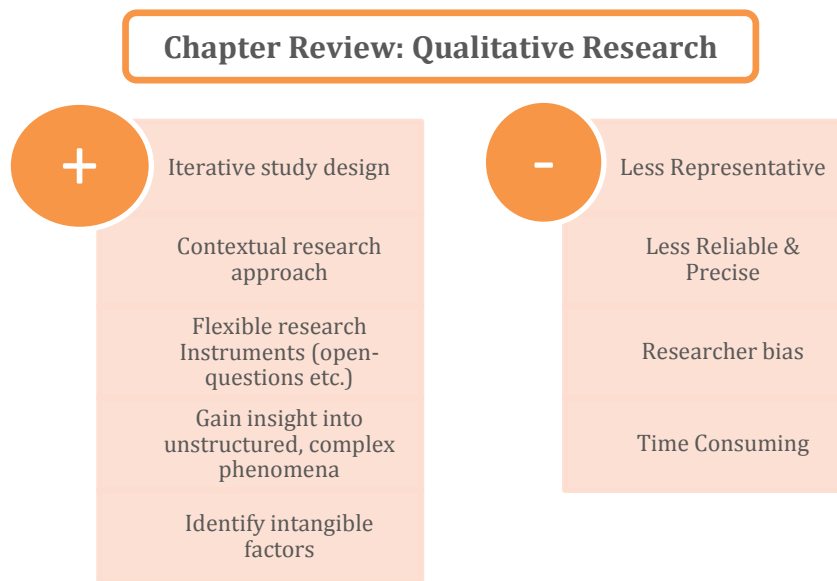 Chapter Review: Qualitative Research
+
Iterative study design
Contextual research
approach
Flexible research
Instruments (open-
questions etc.)
Gain insight into
unstructured, complex
phenomena
Identify intangible
factors
-
Less Representative
Less Reliable &
Precise
Researcher bias
Time Consuming